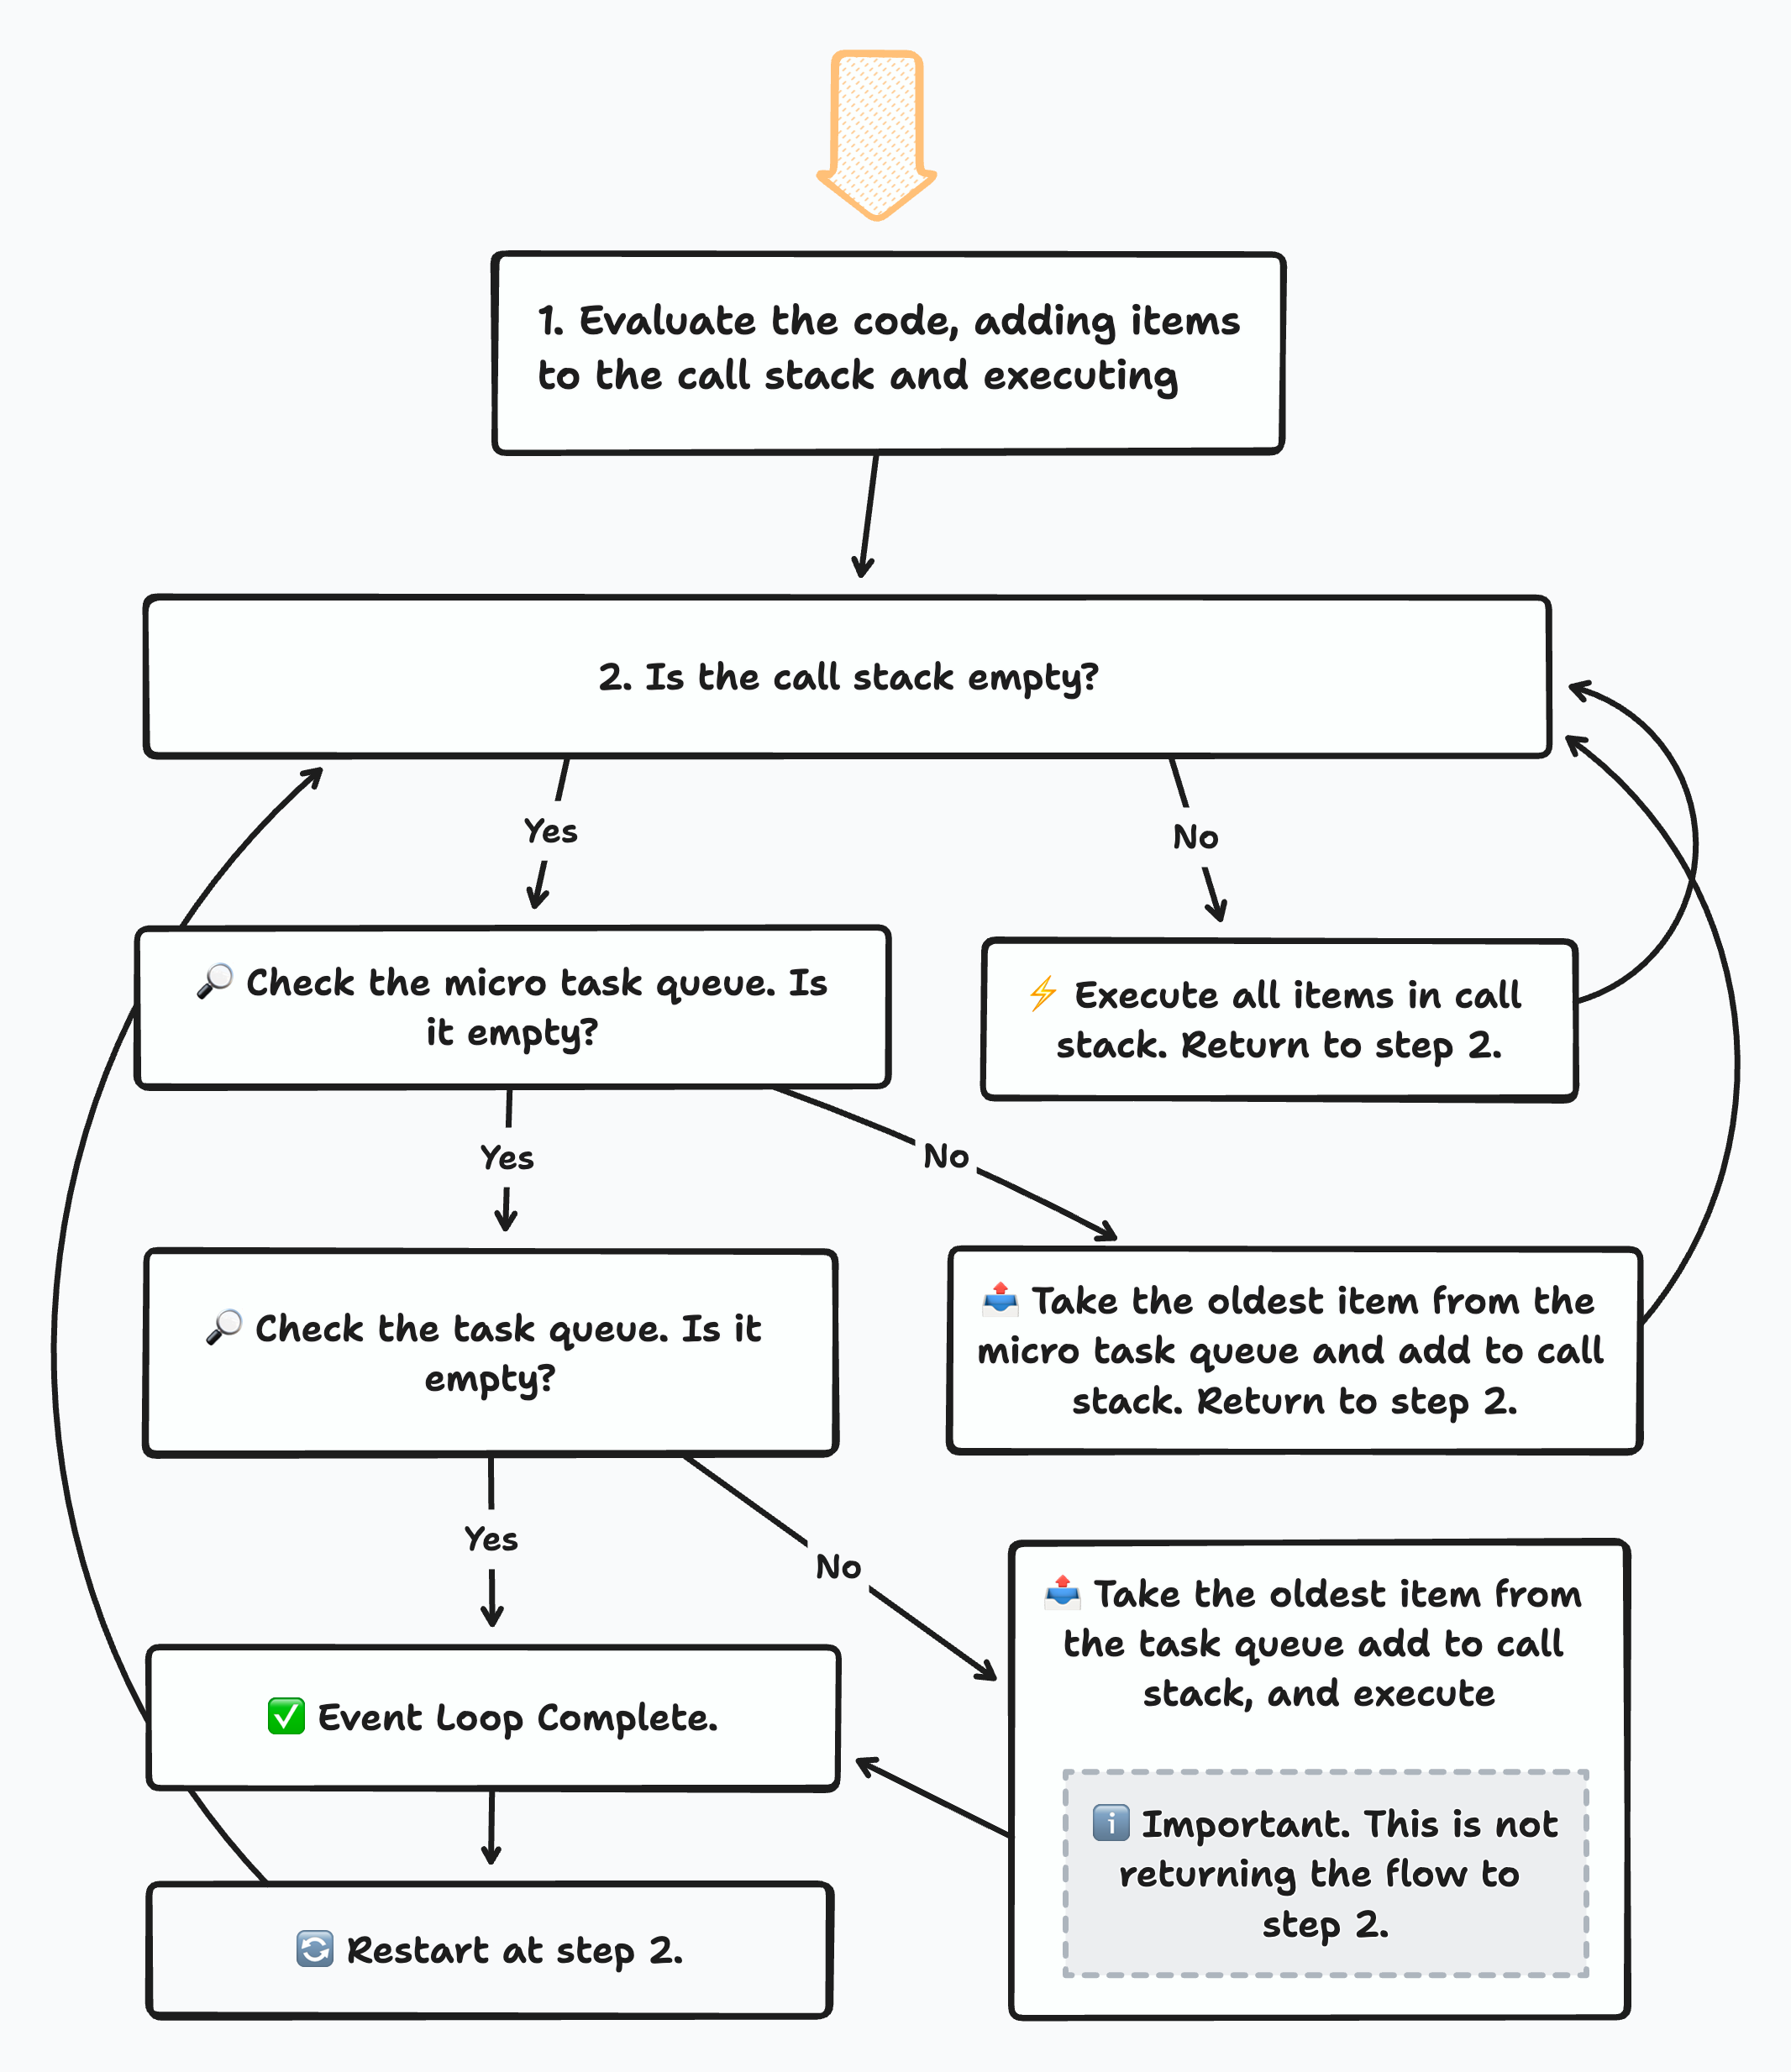 1. Evaluate the code, adding items
to the call stack and executing
2. Is the call stack empty?
Yes
No
🔎 Check the micro task queue. Is
it empty?
⚡ Execute all items in call
stack. Return to step 2.
Yes
No
🔎 Check the task queue. Is it
empty?
📤 Take the oldest item from the
micro task queue and add to call
stack. Return to step 2.
Yes
No
📤 Take the oldest item from
the task queue add to call
stack, and execute
✅ Event Loop Complete.
ℹ️ Important. This is not
returning the flow to
step 2.
🔄 Restart at step 2.